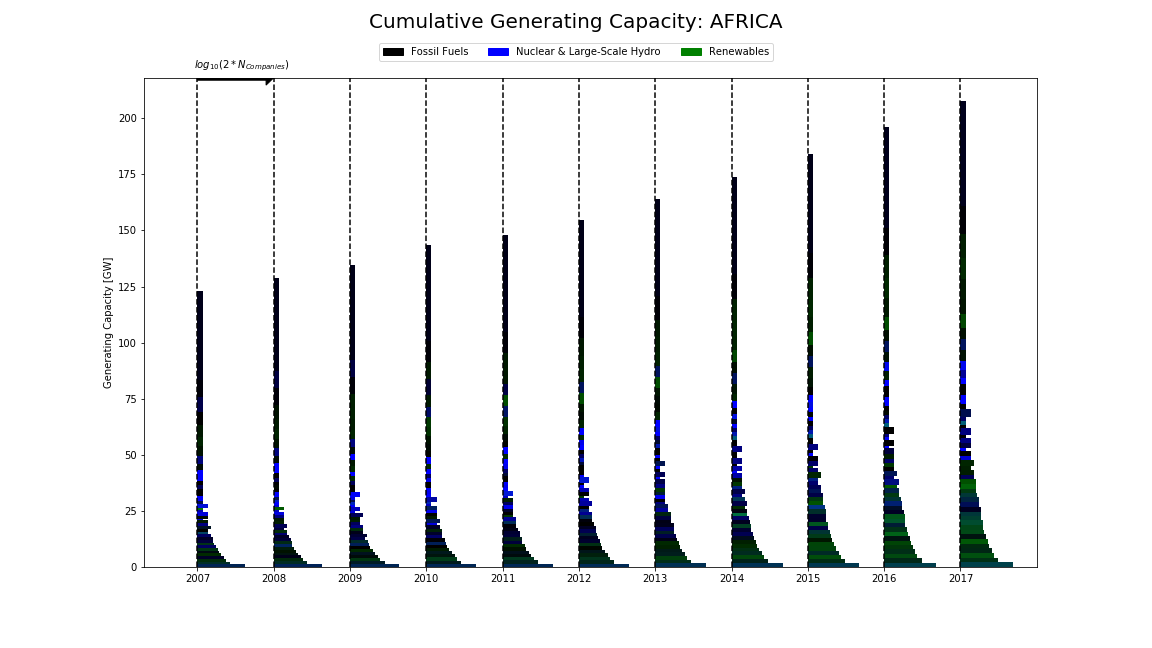 Cumulative Generating Capacity: AFRICA
Fossil Fuels Nuclear & Large-Scale Hydro Renewables
log10(2 * NCompanies)
Generating Capacity [GW]
200
175
150
125
100
75
50
25
0
2007 2008 2009 2010 2011 2012 2013 2014 2015 2016 2017